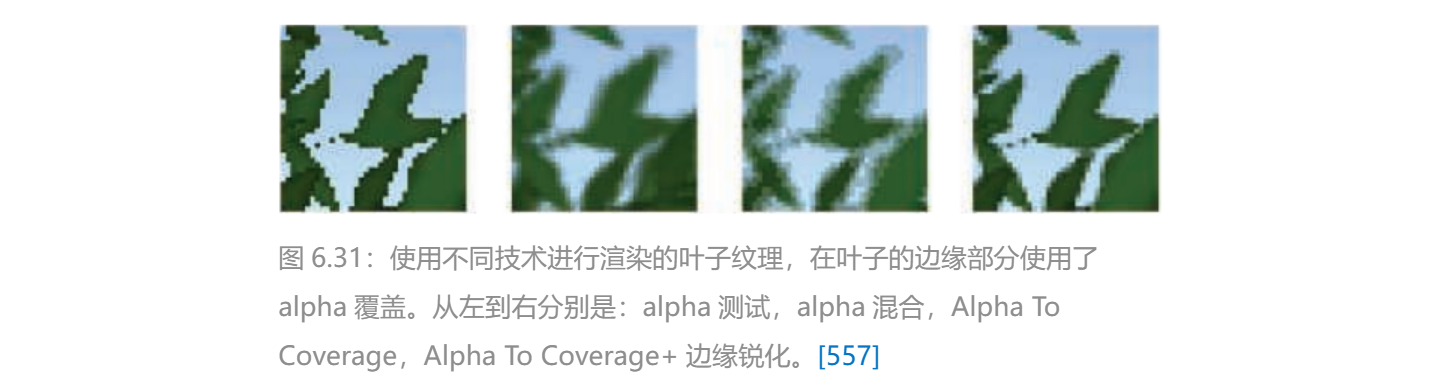 图 6.31：使用不同技术进行渲染的叶子纹理，在叶子的边缘部分使用了
alpha 覆盖。从左到右分别是：alpha 测试，alpha 混合，Alpha To
Coverage，Alpha To Coverage+ 边缘锐化。[557]